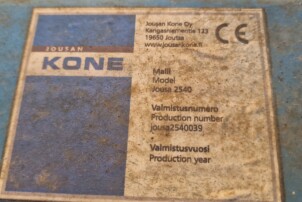 JOUTSAN
KONE
Joutsan Kone Oy
Kangasniementie 123
19650 Joutsa
www.joutsankone.fi
CE
Malli
Model
Jousa 2540
Valmistusnumero
Production number
jousa2540039
Valmistusvuosi
Production year